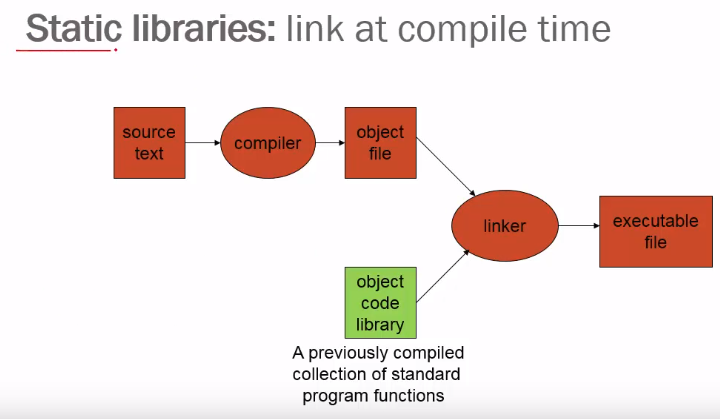 Static libraries: link at compile time
source
text
compiler
object
file
linker
executable
file
object
code
library
A previously compiled
collection of standard
program functions